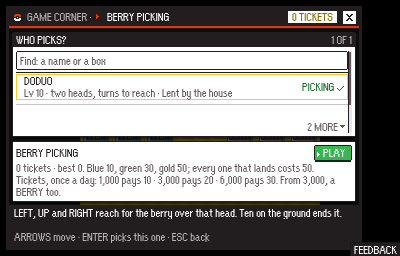 GAME CORNER · BERRY PICKING 0 TICKETS X
WHO PICKS? 1 OF 1
Find: a name or a box
DODUO
Lv 10 · two heads, turns to reach · Lent by the house
PICKING ✓
2 MORE
BERRY PICKING
PLAY
0 tickets · best 0. Blue 10, green 30, gold 50; every one that lands costs 50.
Tickets, once a day: 1,000 pays 10 · 3,000 pays 20 · 6,000 pays 30. From 3,000, a
BERRY too.
LEFT, UP and RIGHT reach for the berry over that head. Ten on the ground ends it.
ARROWS move · ENTER picks this one · ESC back
FEEDBACK